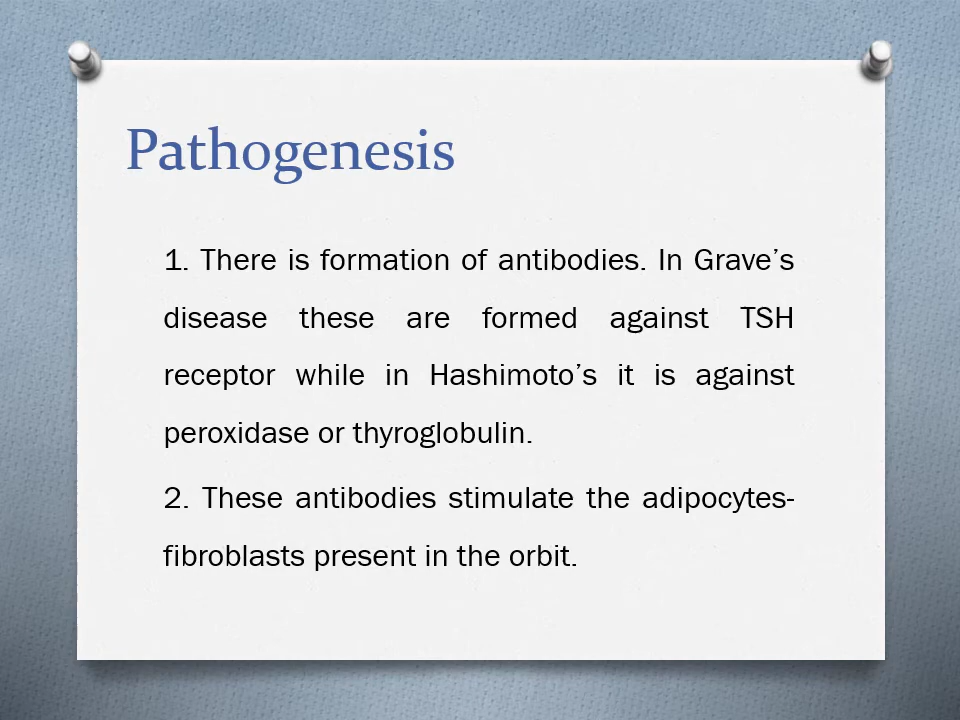 Pathogenesis
1. There is formation of antibodies. In Grave’s
disease these are formed against TSH
receptor while in Hashimoto’s it is against
peroxidase or thyroglobulin.
2. These antibodies stimulate the adipocytes-
fibroblasts present in the orbit.